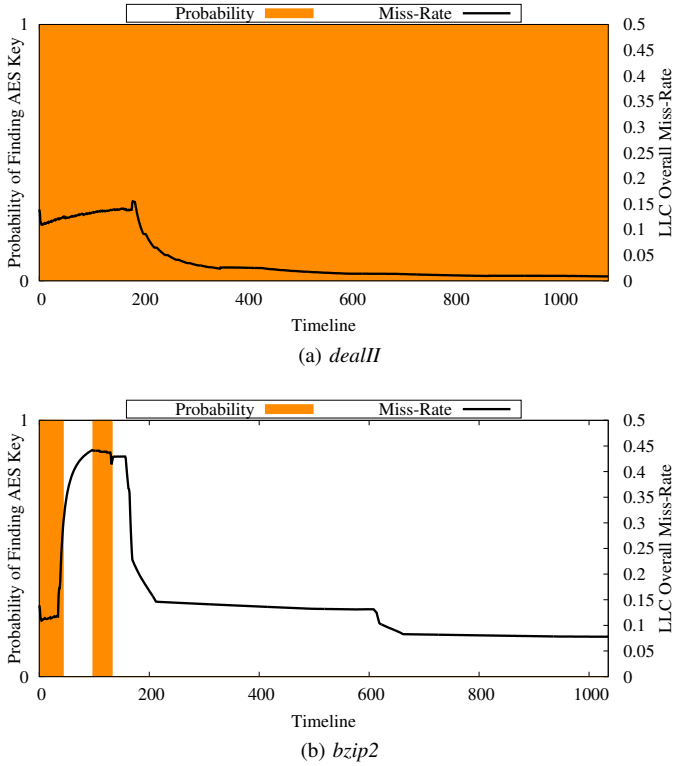 Probability Miss-Rate
Probability of Finding AES Key
1
0
LLC Overall Miss-Rate
0.5
0.45
0.4
0.35
0.3
0.25
0.2
0.15
0.1
0.05
0
0 200 400 600 800 1000
Timeline
(a) dealII
Probability Miss-Rate
Probability of Finding AES Key
1
0
LLC Overall Miss-Rate
0.5
0.45
0.4
0.35
0.3
0.25
0.2
0.15
0.1
0.05
0
0 200 400 600 800 1000
Timeline
(b) bzip2